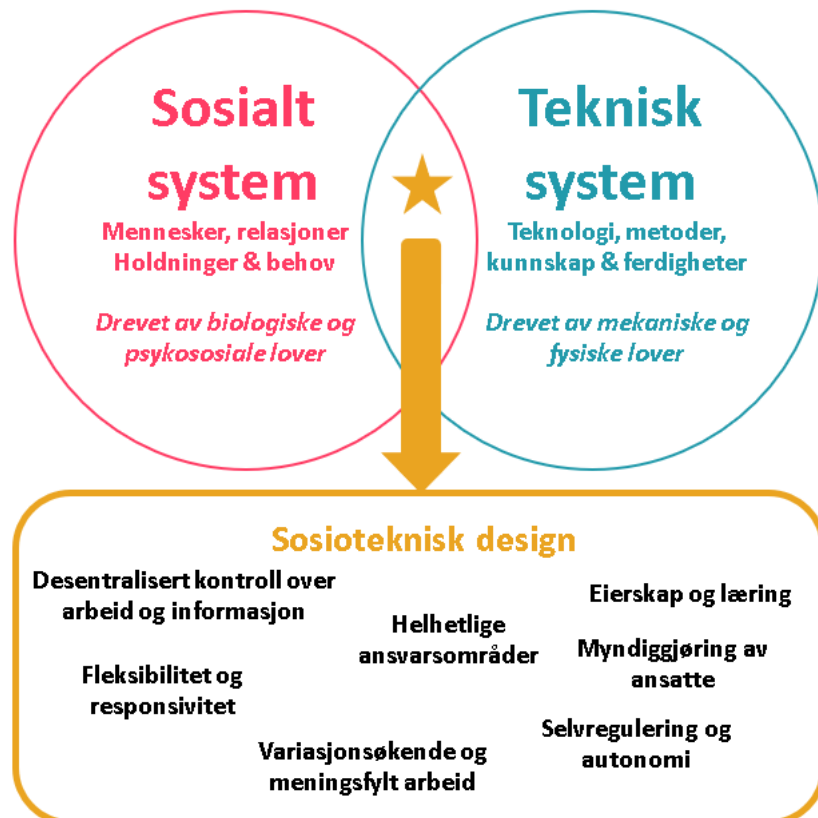 Sosialt
system
Mennesker, relasjoner
Holdninger & behov
Drevet av biologiske og
psykososiale lover
Teknisk
system
Teknologi, metoder,
kunnskap & ferdigheter
Drevet av mekaniske og
fysiske lover
Sosioteknisk design
Desentralisert kontroll over
arbeid og informasjon
Helhetlige
ansvarsområder
Eierskap og læring
Myndiggjøring av
ansatte
Fleksibilitet og
responsivitet
Variasjonsøkende og
meningsfylt arbeid
Selvregulering og
autonomi